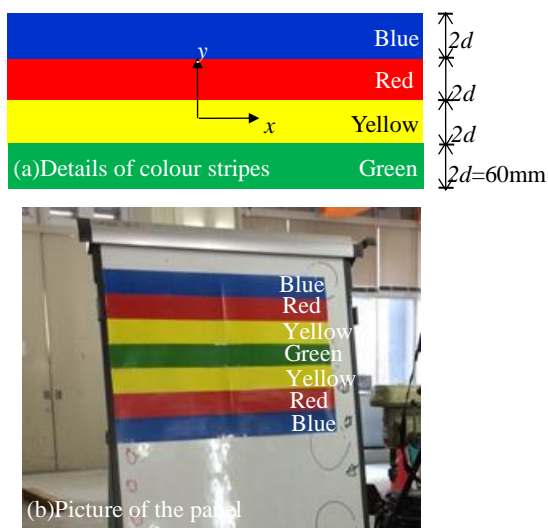 Blue
2d
y
Red
2d
x
Yellow
2d
(a)Details of colour stripes
Green
2d=60mm
Blue
Red
Yellow
Green
Yellow
Red
Blue
(b)Picture of the panel